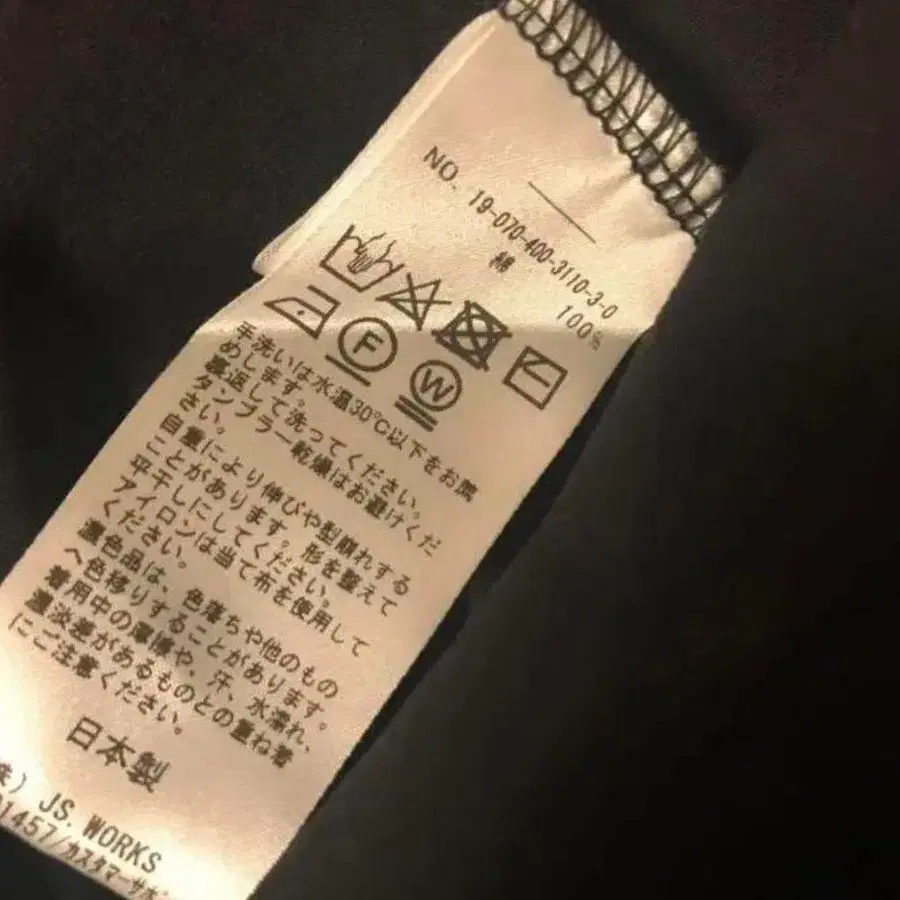 NO. 19-070-400-3110-3-0
綿 100%
F
W
手洗いは水温30℃以下をお薦
めします。
裏返して洗ってください。
タンブラー乾燥はお避けくだ
さい。
自重により伸びや型崩れする
ことがあります。形を整えて
平干しにしてください。
アイロンは当て布を使用して
ください。
濃色品は、色落ちや他のもの
へ色移りすることがあります。
着用中の摩擦や、汗、水濡れ、
濃淡差があるものとの重ね着
にご注意ください。
日本製
) JS. WORKS
1457/カスタマーサポ